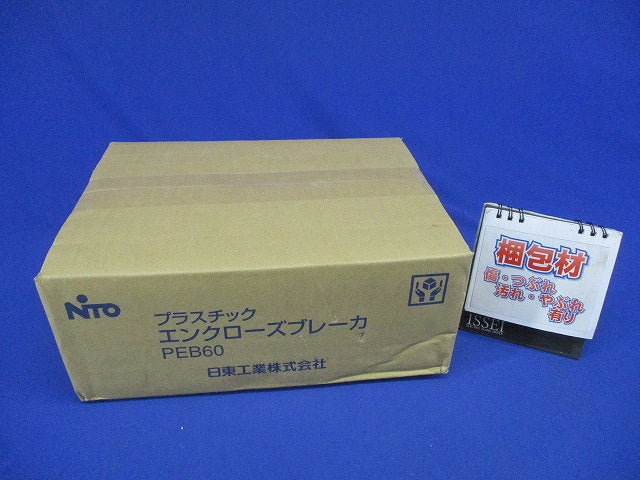 NITO
プラスチック
エンクローズブレーカ
PEB60
日東工業株式会社
梱包材
傷・つぶれ
汚れ・やぶれ
有り
ISSEI